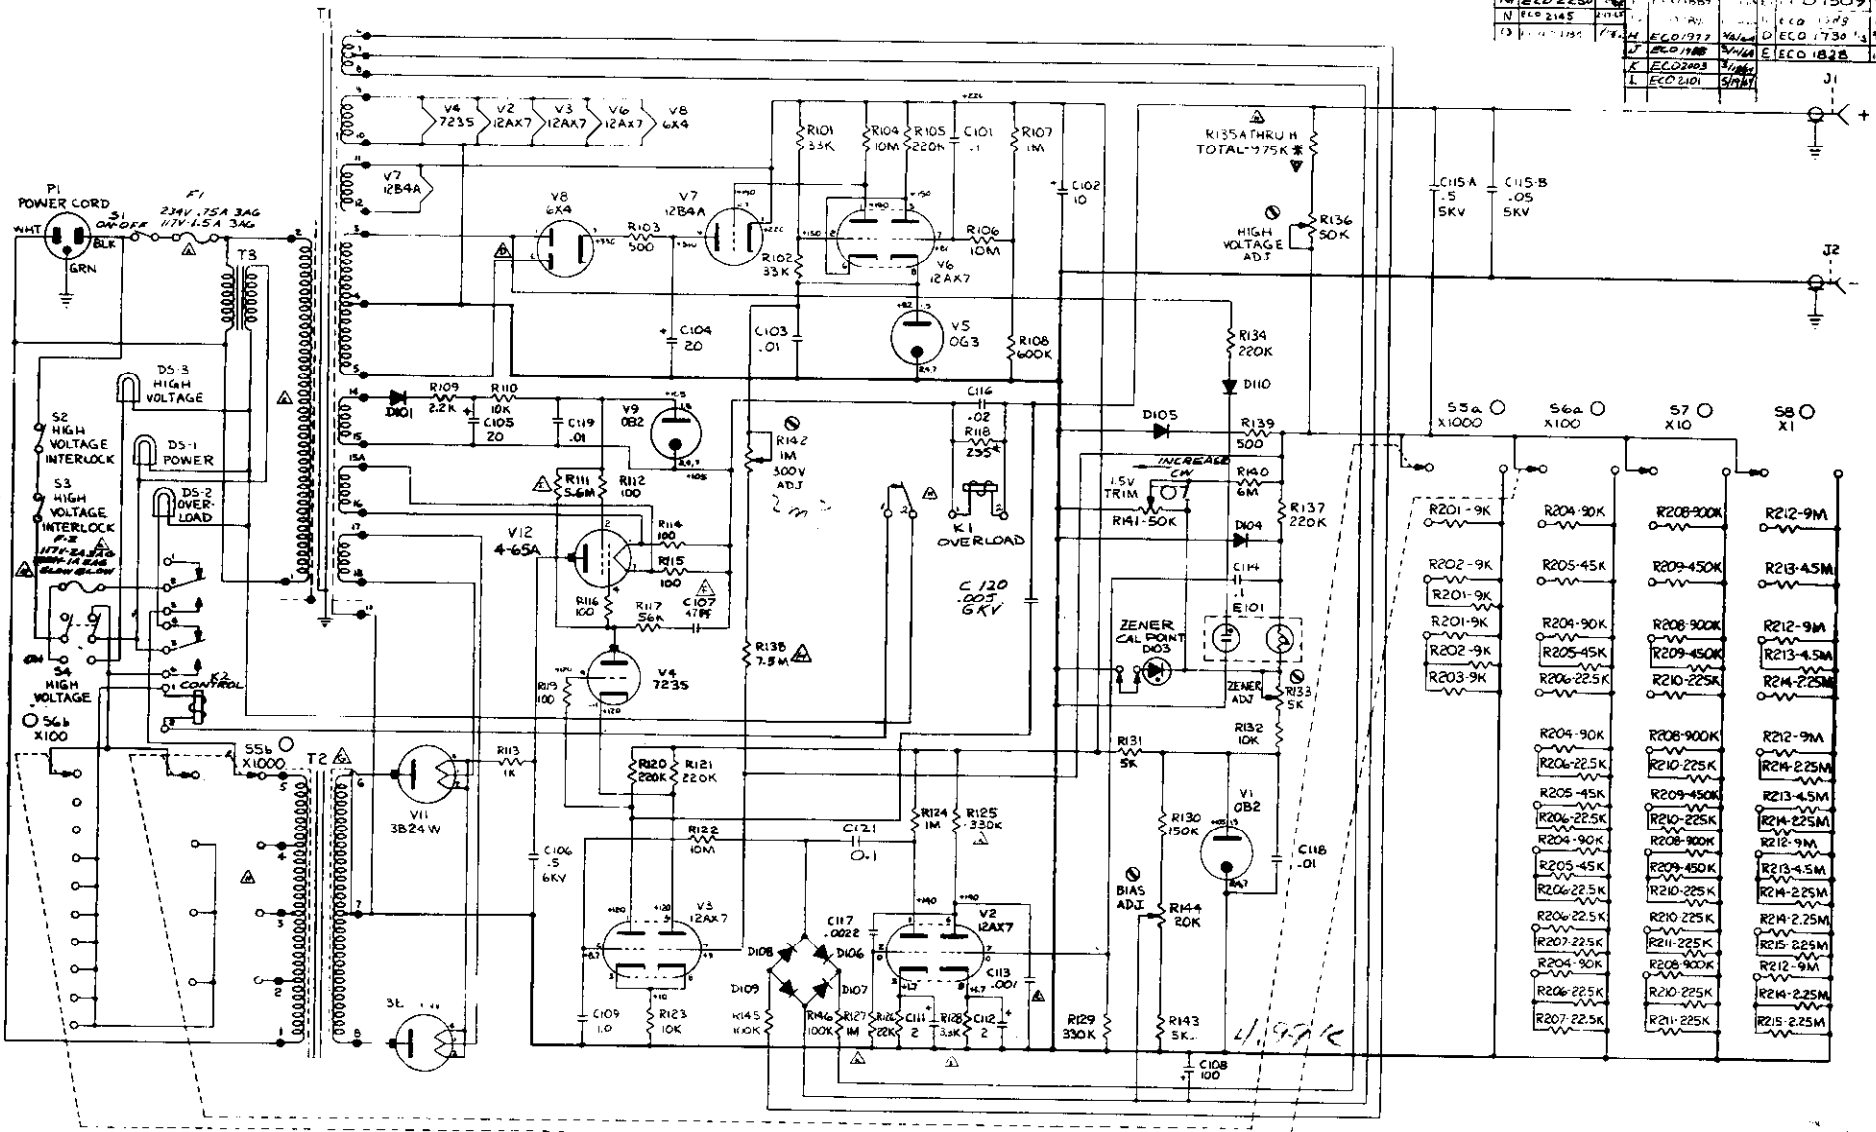 T1
N ECO 2145
H ECO1977
D ECO 1730
J ECO 1988
E ECO 1828
K ECO2003
L ECO2101
J1
+
P1
POWER CORD
S1
ON-OFF
F1
234V .75A 3AG
117V-1.5A 3AG
WHT
BLK
GRN
T3
V4
7235
V2
12AX7
V3
12AX7
V6
12AX7
V8
6X4
V7
12B4A
V8
6X4
R103
500
V7
12B4A
R101
33K
R104
10M
R105
220K
C101
.1
R107
1M
C102
10
R102
33K
R106
10M
V6
12AX7
R135A THRU H
TOTAL-975K *
R136
50K
HIGH
VOLTAGE
ADJ
C115-A
.5
5KV
C115-B
.05
5KV
J2
-
C104
20
C103
.01
V5
OG3
R108
600K
R134
220K
D110
DS-3
HIGH
VOLTAGE
DS-1
POWER
DS-2
OVER-
LOAD
S2
HIGH
VOLTAGE
INTERLOCK
S3
HIGH
VOLTAGE
INTERLOCK
F-2
S4
HIGH
VOLTAGE
K2
CONTROL
D101
R109
2.2K
R110
10K
C105
20
C119
.01
V9
OB2
R142
1M
300V
ADJ
C116
.02
R118
255*
K1
OVERLOAD
C120
.005
6KV
R111
5.6M
R112
100
V12
4-65A
R114
100
R115
100
R116
100
R117
56K
C107
47PF
R119
100
V4
7235
R138
7.5M
D105
R139
500
INCREASE
CW
1.5V
TRIM
R140
6M
R141-50K
R137
220K
D104
C114
.1
E101
ZENER
CAL POINT
D103
ZENER
ADJ
R133
5K
R132
10K
S5a
X1000
S6a
X100
S7
X10
S8
X1
R201-9K
R204-90K
R208-900K
R212-9M
R202-9K
R205-45K
R209-450K
R213-4.5M
R201-9K
R201-9K
R204-90K
R208-900K
R212-9M
R202-9K
R205-45K
R209-450K
R213-4.5M
R203-9K
R206-22.5K
R210-225K
R214-2.25M
R204-90K
R208-900K
R212-9M
R206-22.5K
R210-225K
R214-2.25M
R205-45K
R209-450K
R213-4.5M
R206-22.5K
R210-225K
R214-2.25M
R204-90K
R208-900K
R212-9M
R205-45K
R209-450K
R213-4.5M
R206-22.5K
R210-225K
R214-2.25M
R206-22.5K
R210-225K
R214-2.25M
R207-22.5K
R211-225K
R215-2.25M
R204-90K
R208-900K
R212-9M
R206-22.5K
R210-225K
R214-2.25M
R207-22.5K
R211-225K
R215-2.25M
S6b
X100
S5b
X1000
T2
V11
3B24W
R113
1K
C106
.5
6KV
R120
220K
R121
220K
R122
10M
C121
0.1
R124
1M
R125
330K
R131
5K
R130
150K
V1
OB2
C118
.01
BIAS
ADJ
R144
20K
V3
12AX7
C117
.0022
V2
12AX7
C113
.001
D108
D106
D109
D107
C109
1.0
R123
10K
R145
100K
R146
100K
R127
1M
R126
22K
C111
2
R128
3.3K
C112
2
R129
330K
R143
5K
4.99K
C108
100